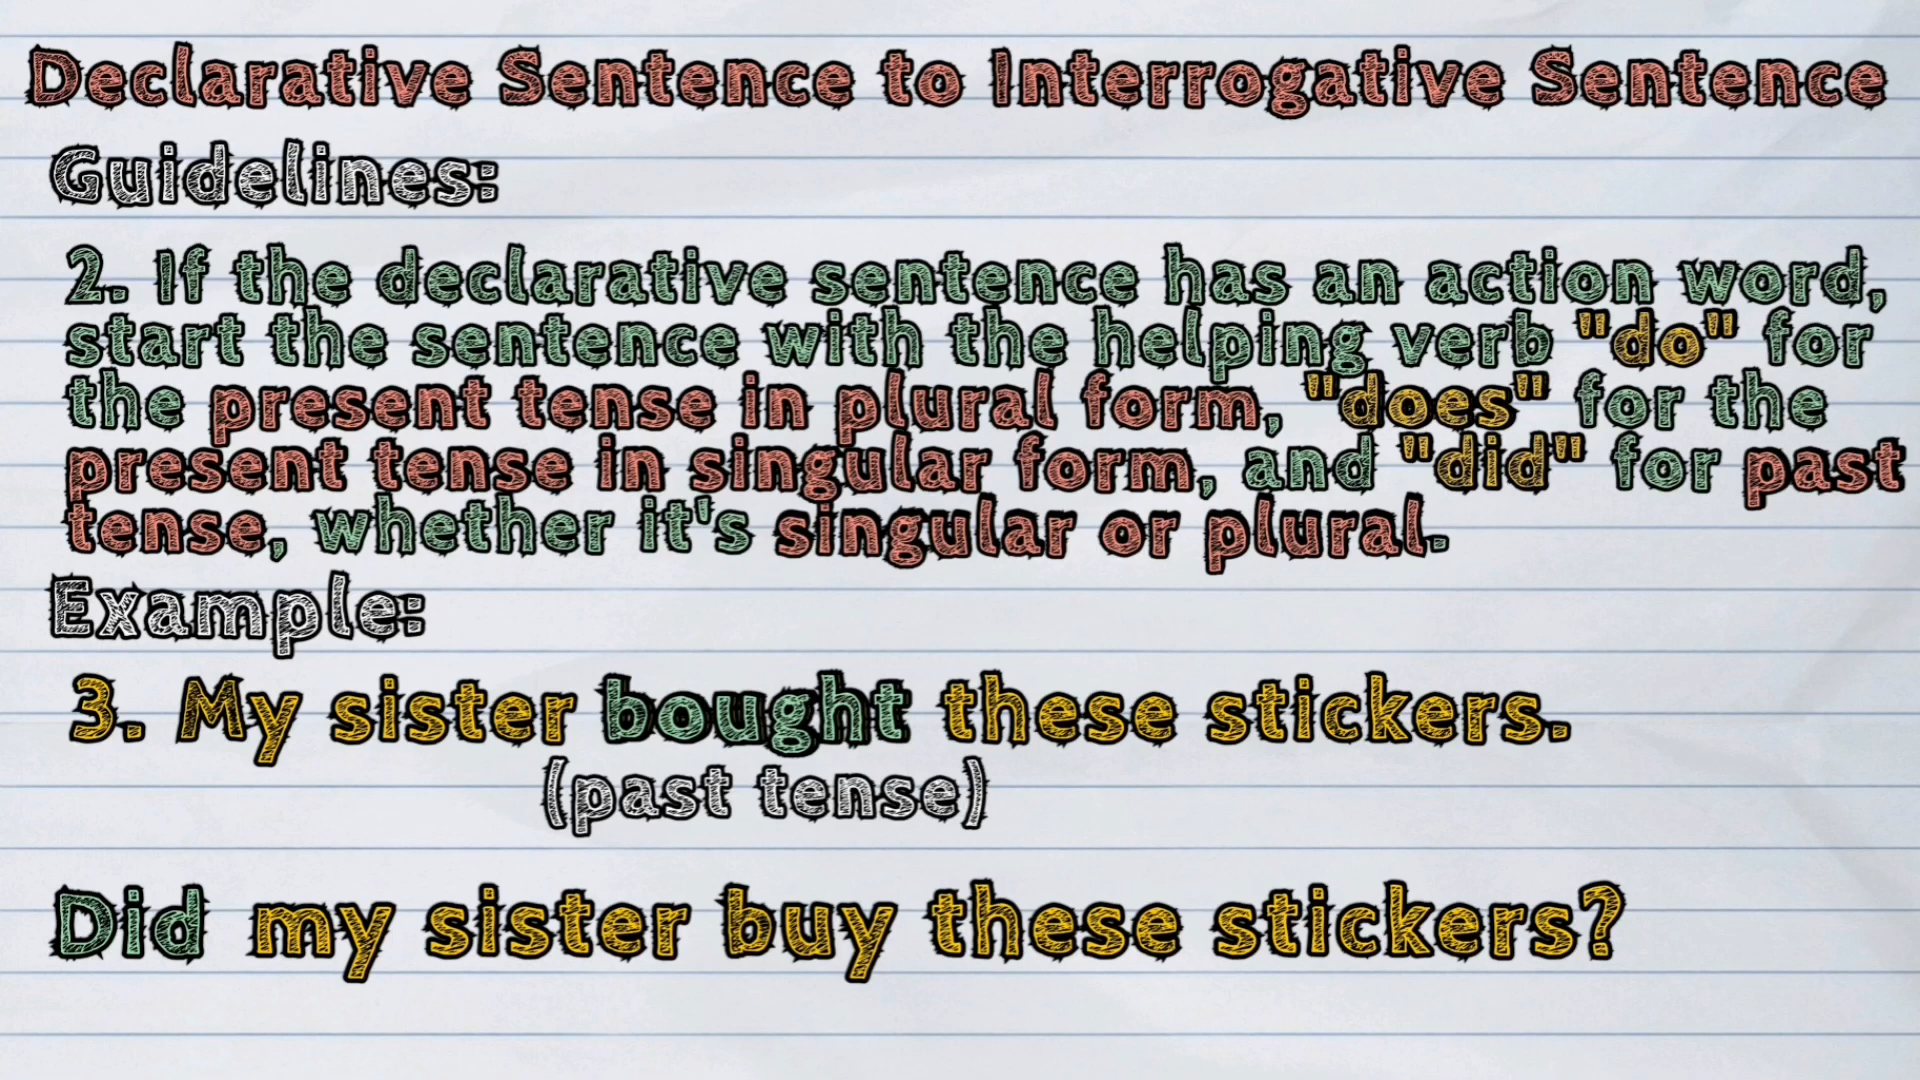 Declarative Sentence to Interrogative Sentence
Guidelines:
2. If the declarative sentence has an action word,
start the sentence with the helping verb "do" for
the present tense in plural form, "does" for the
present tense in singular form, and "did" for past
tense, whether it's singular or plural.
Example:
3. My sister bought these stickers.
(past tense)
Did my sister buy these stickers?